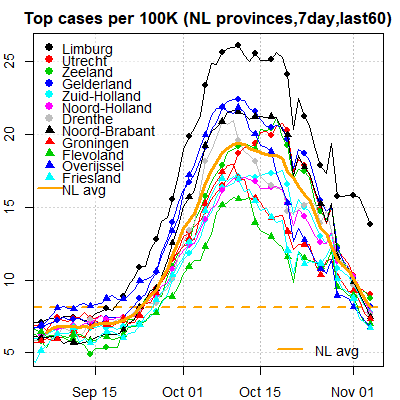 Top cases per 100K (NL provinces,7day,last60)
25
20
15
10
5
Limburg
Utrecht
Zeeland
Gelderland
Zuid-Holland
Noord-Holland
Drenthe
Noord-Brabant
Groningen
Flevoland
Overijssel
Friesland
NL avg
NL avg
Sep 15
Oct 01
Oct 15
Nov 01